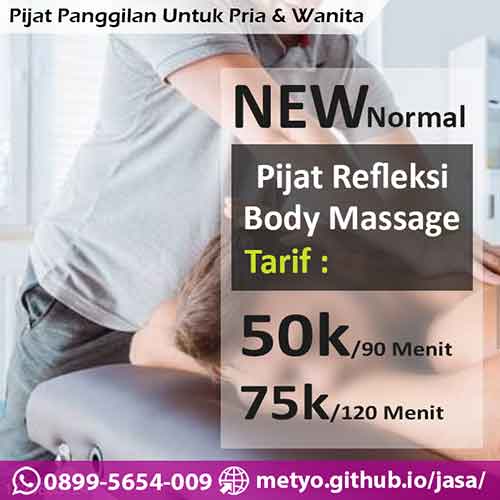 Pijat Panggilan Untuk Pria & Wanita
NEW Normal
Pijat Refleksi
Body Massage
Tarif :
50k/90 Menit
75k/120 Menit
0899-5654-009 metyo.github.io/jasa/